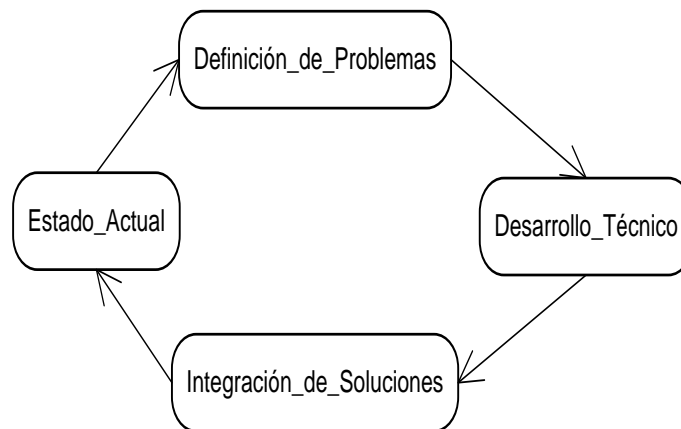 Definición_de_Problemas
Estado_Actual
Desarrollo_Técnico
Integración_de_Soluciones